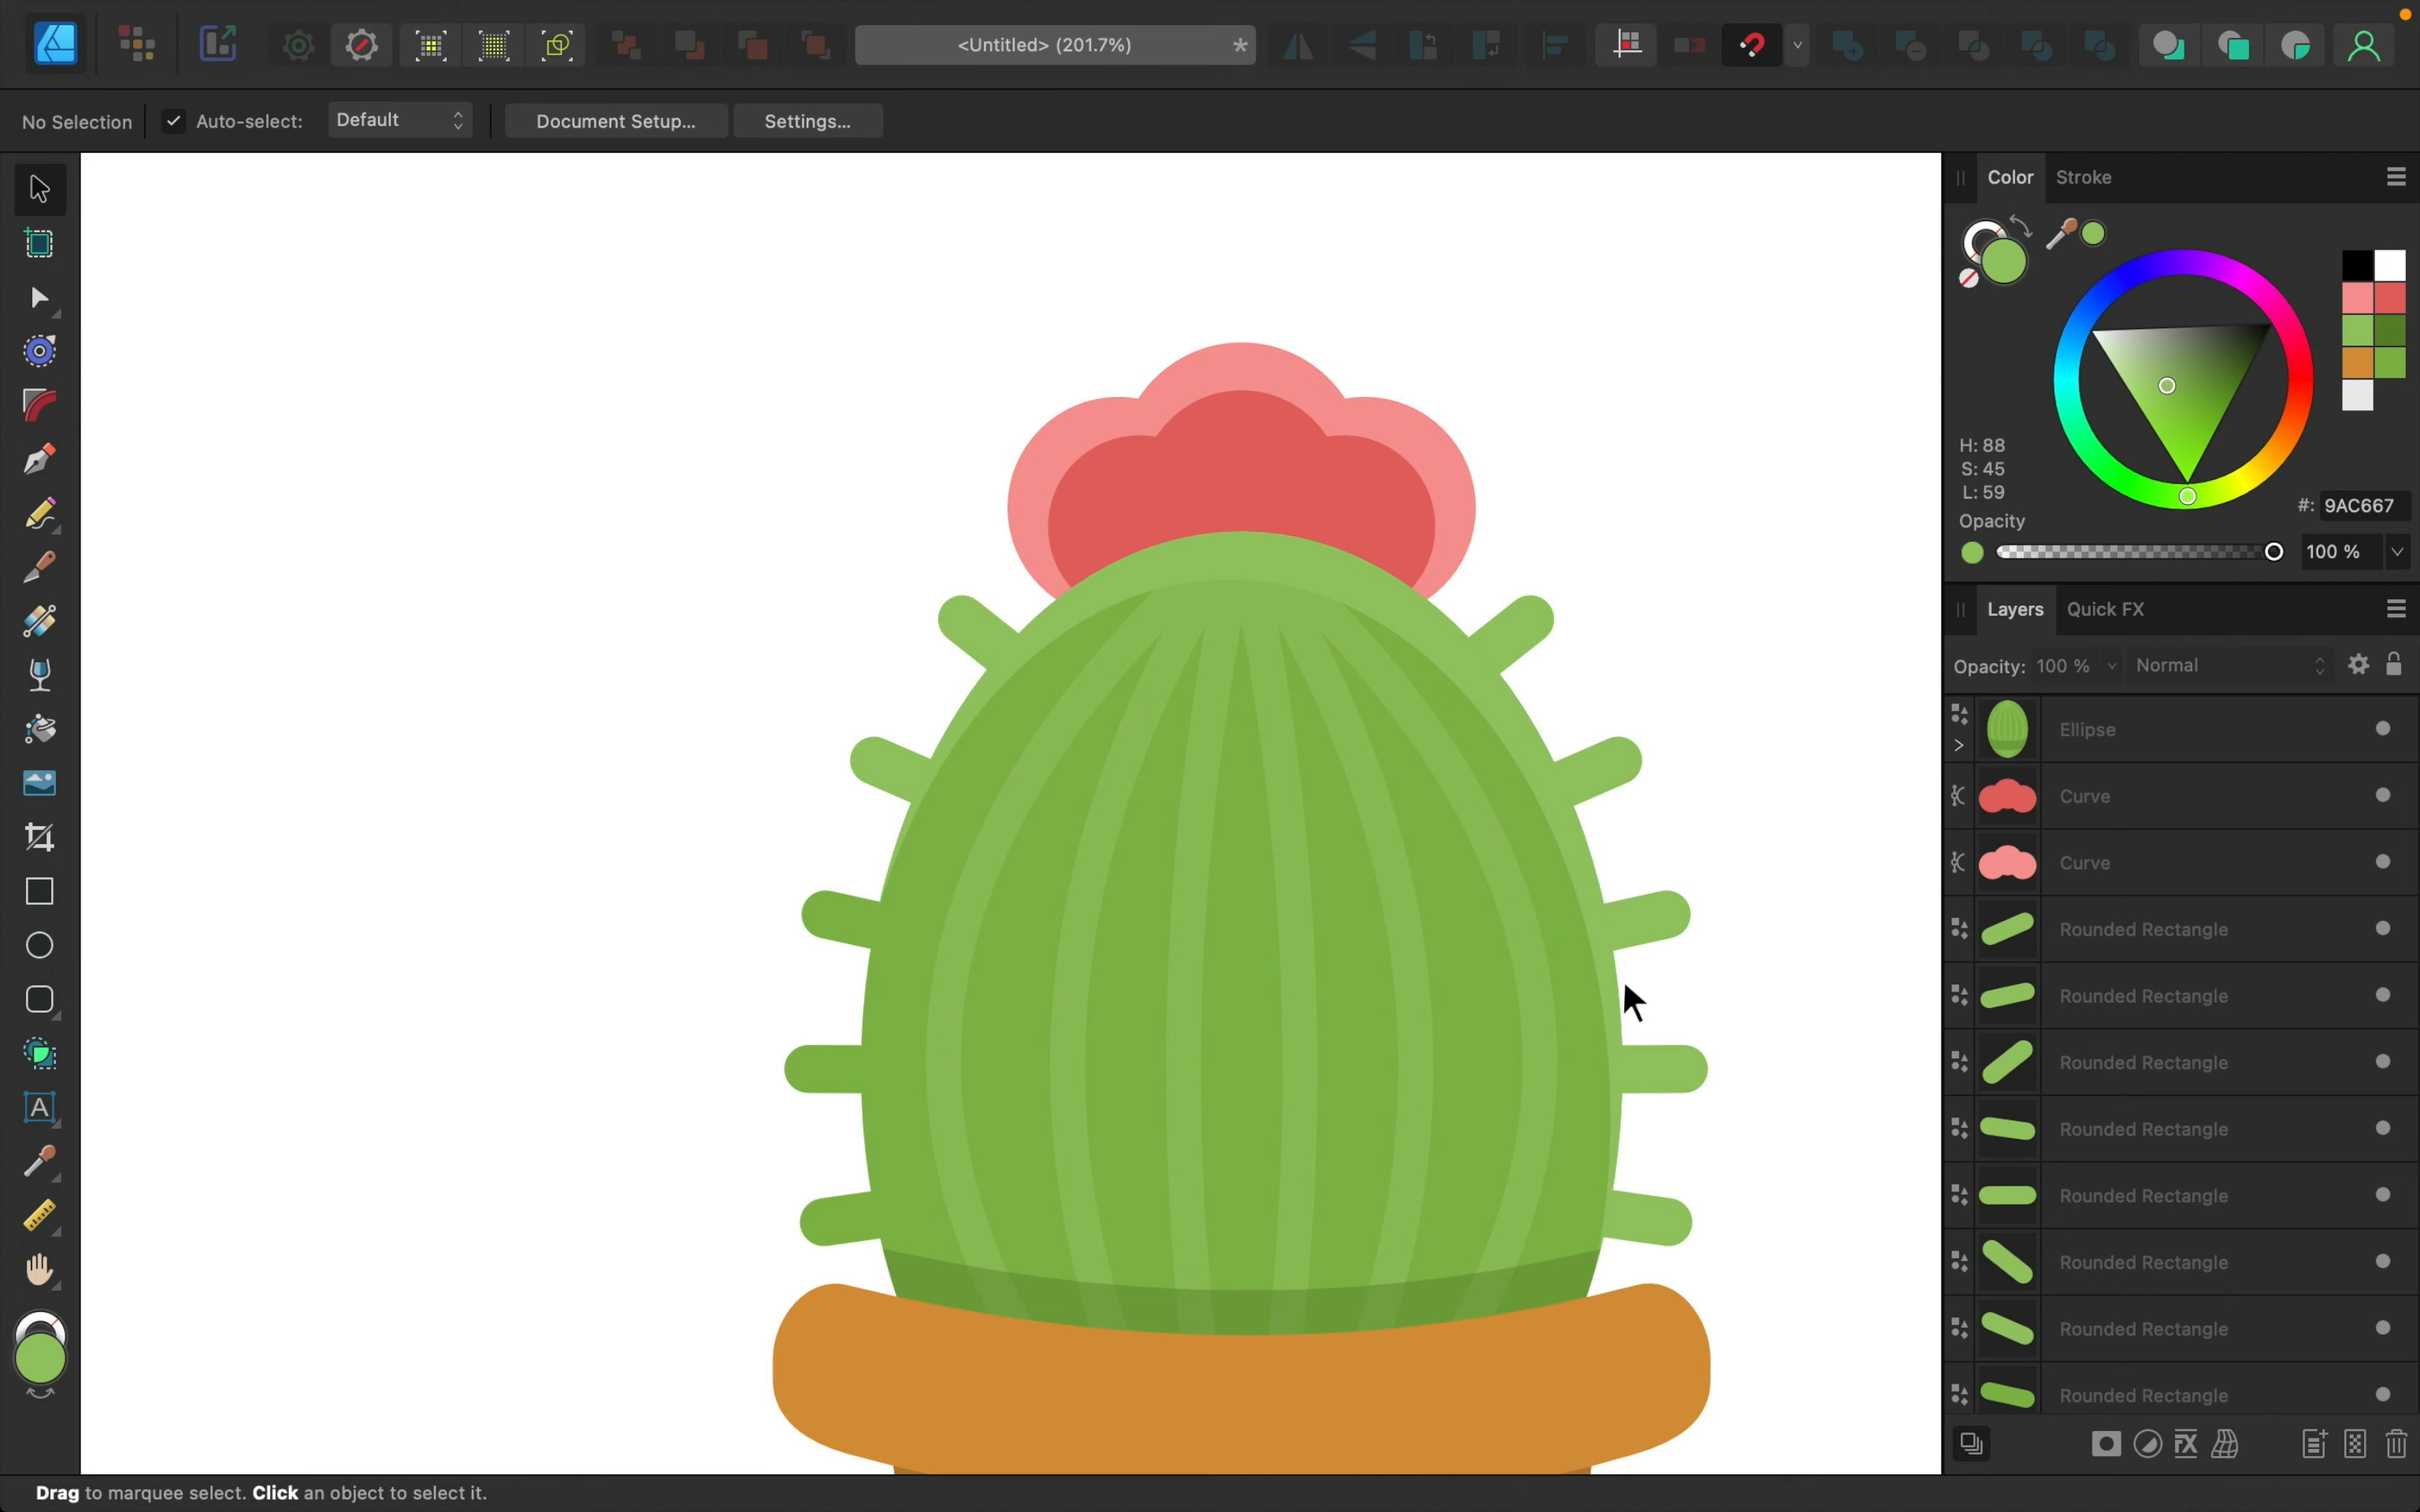 <Untitled> (201.7%) *
No Selection Auto-select: Default Document Setup... Settings...
Color Stroke
H: 88
S: 45
L: 59
#: 9AC667
Opacity
100 %
Layers Quick FX
Opacity: 100 % Normal
Ellipse
Curve
Curve
Rounded Rectangle
Rounded Rectangle
Rounded Rectangle
Rounded Rectangle
Rounded Rectangle
Rounded Rectangle
Rounded Rectangle
Rounded Rectangle
A
FX
Drag to marquee select. Click an object to select it.